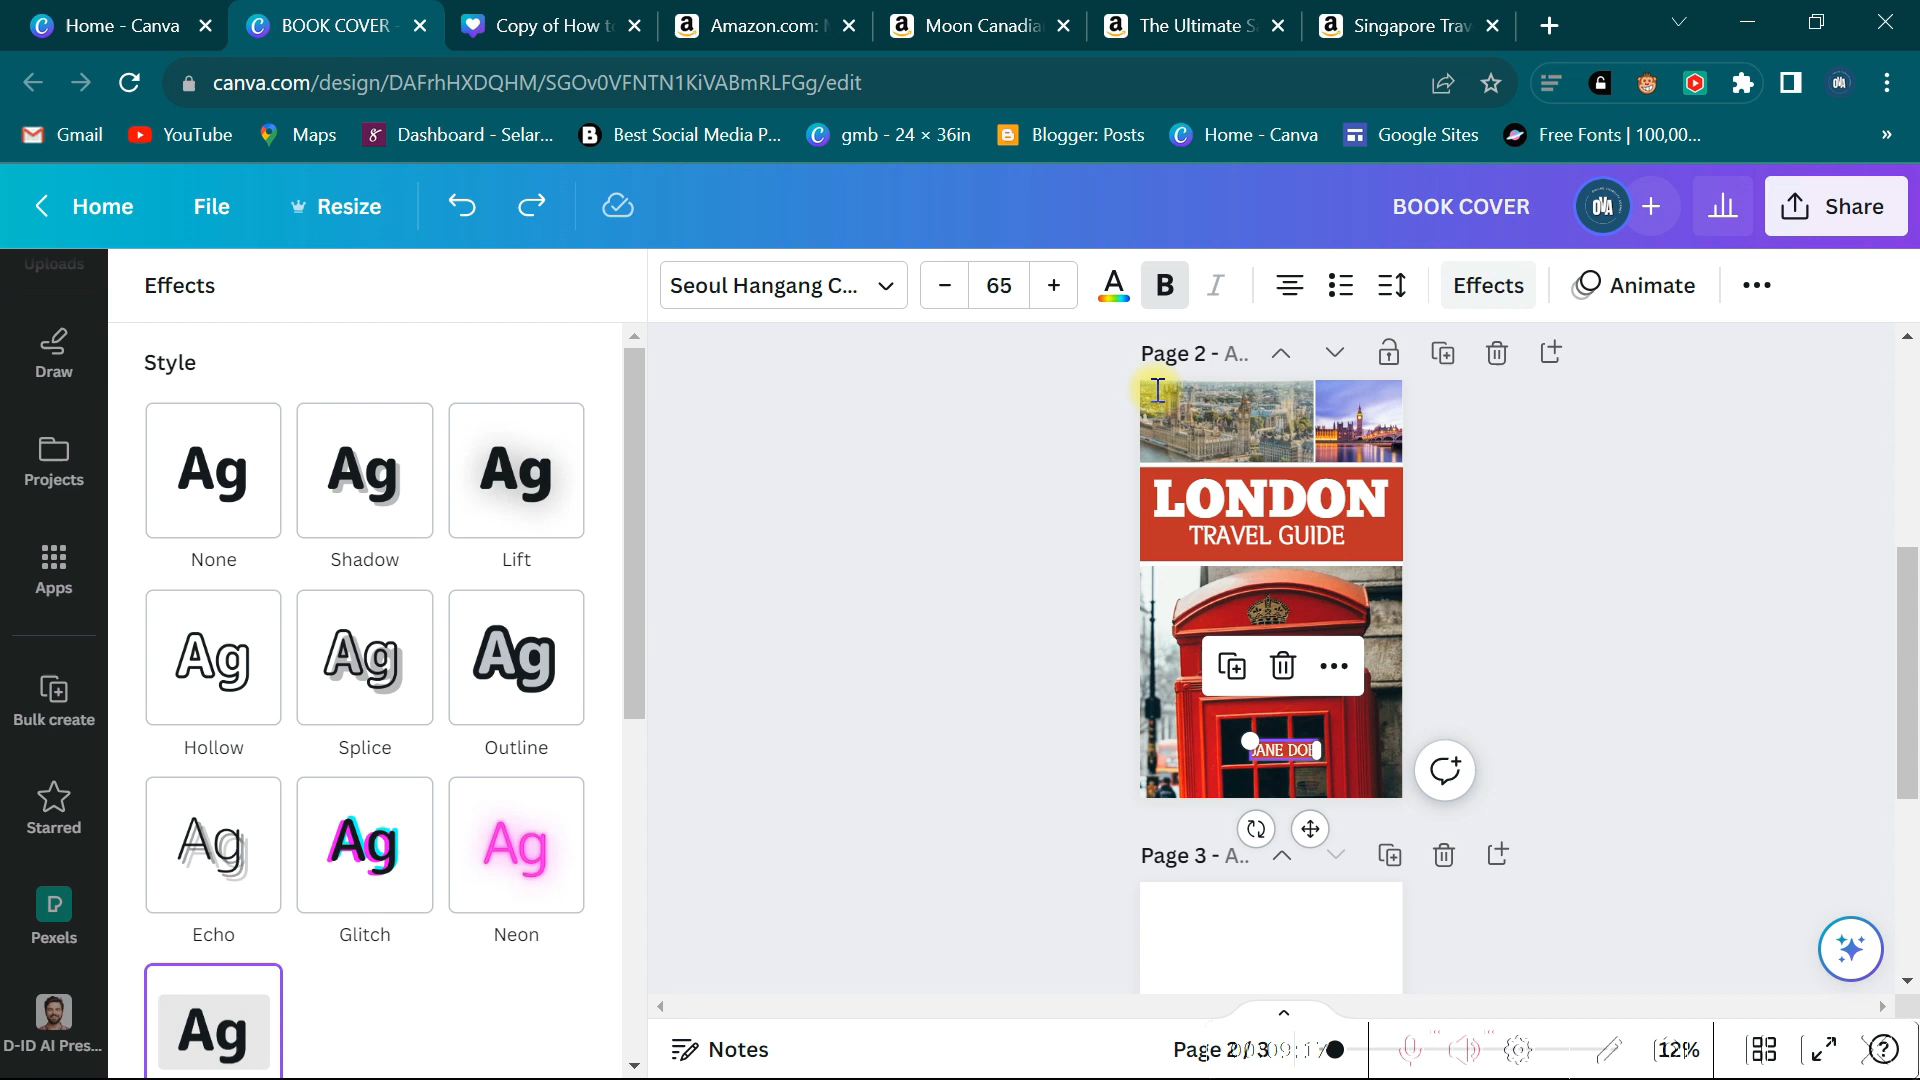 Home - Canva
BOOK COVER -
Copy of How t
Amazon.com:
Moon Canadia
The Ultimate S
Singapore Trav
canva.com/design/DAFrhHXDQHM/SGOv0VFNTN1KiVABmRLFGg/edit
Gmail
YouTube
Maps
Dashboard - Selar...
Best Social Media P...
gmb - 24 × 36in
Blogger: Posts
Home - Canva
Google Sites
Free Fonts | 100,00...
»
Home
File
Resize
BOOK COVER
OVA
+
Share
Uploads
Draw
Projects
Apps
Bulk create
Starred
Pexels
D-ID AI Pres...
Effects
Style
Ag
None
Ag
Shadow
Ag
Lift
Ag
Hollow
Ag
Splice
Ag
Outline
Ag
Echo
Ag
Glitch
Ag
Neon
Ag
Seoul Hangang C...
− 65 +
A
B
I
Effects
Animate
Page 2 - A..
LONDON
TRAVEL GUIDE
JANE DOE
Page 3 - A..
Notes
Page 2/3
12%